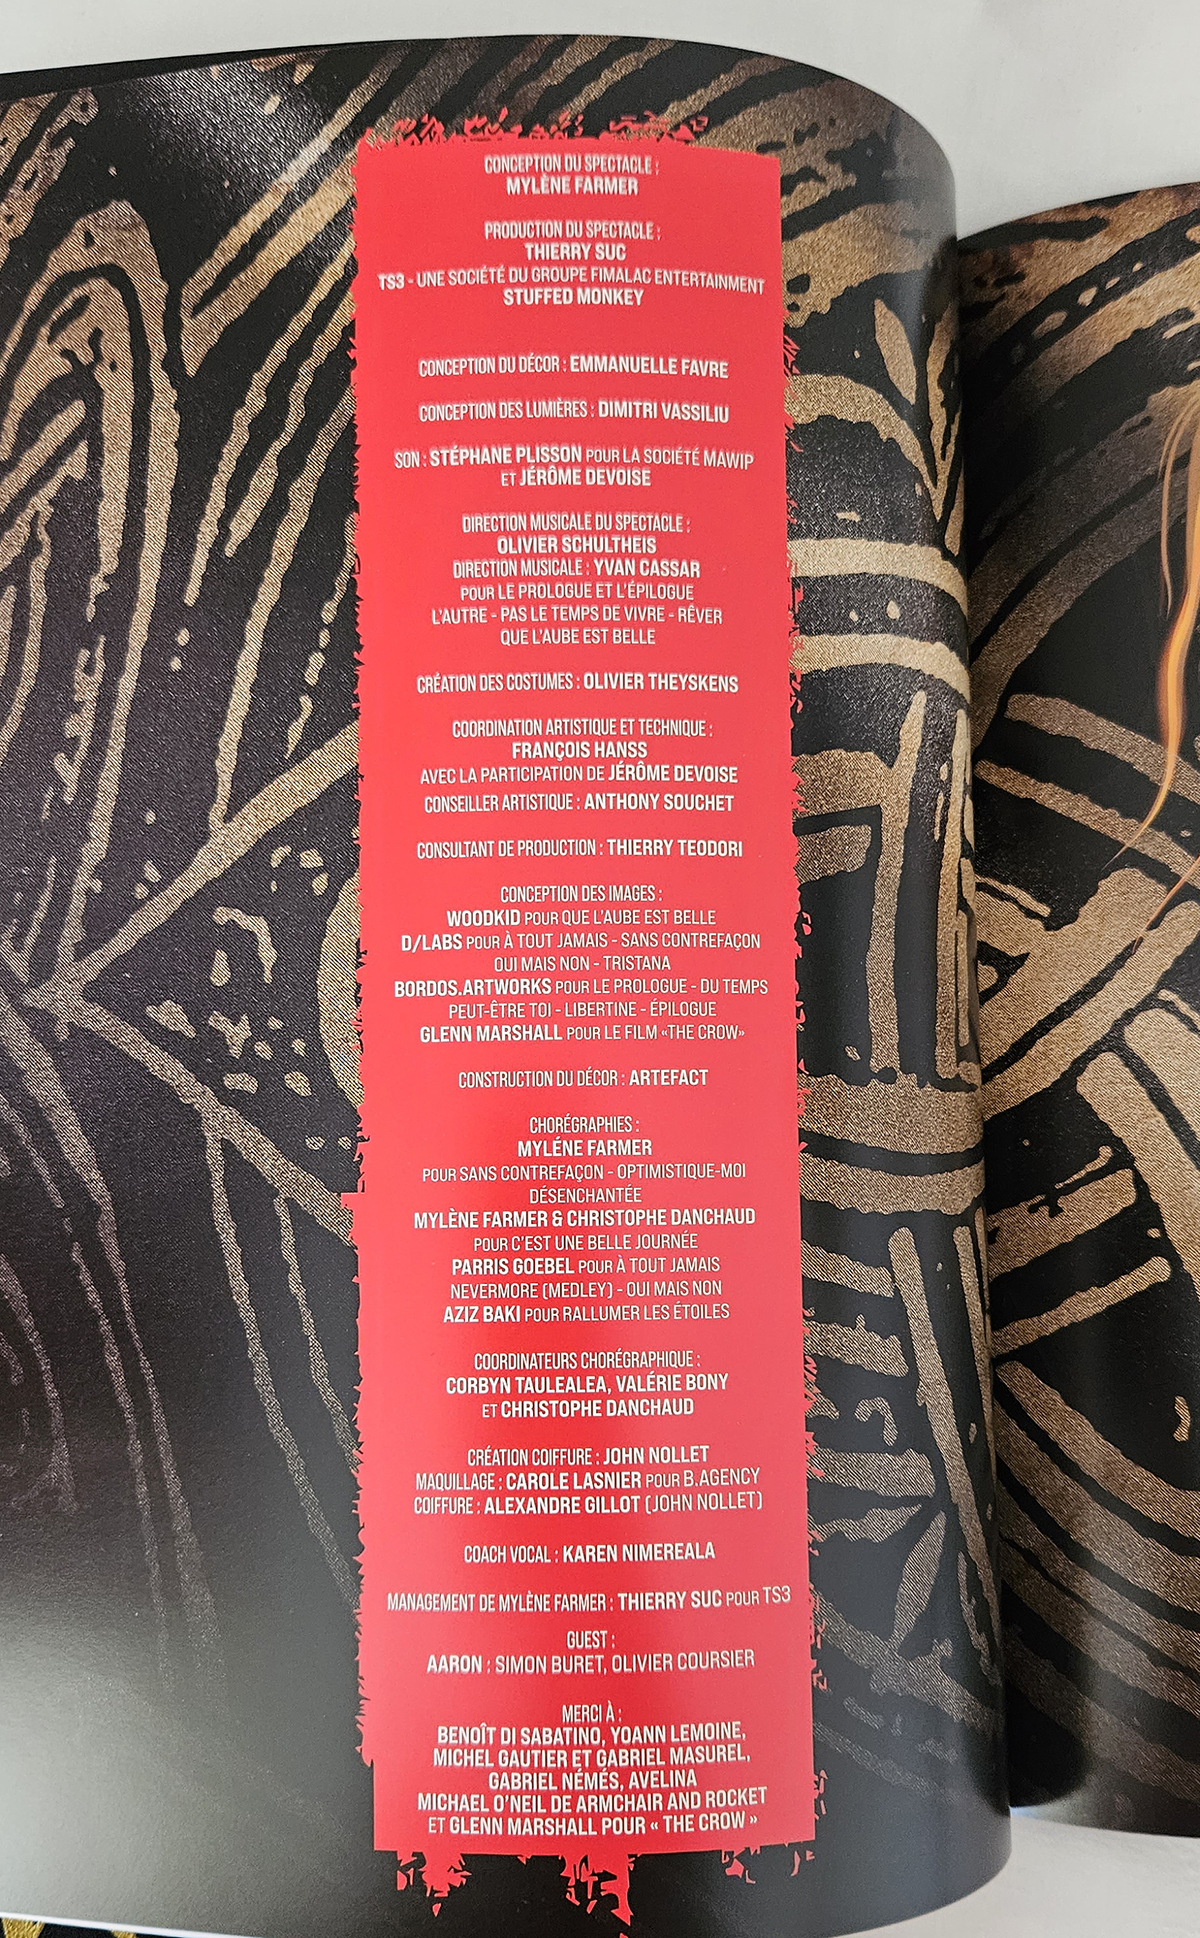 CONCEPTION DU SPECTACLE :
MYLÈNE FARMER
PRODUCTION DU SPECTACLE :
THIERRY SUC
TS3 - UNE SOCIÉTÉ DU GROUPE FIMALAC ENTERTAINMENT
STUFFED MONKEY
CONCEPTION DU DÉCOR : EMMANUELLE FAVRE
CONCEPTION DES LUMIÈRES : DIMITRI VASSILIU
SON : STÉPHANE PLISSON POUR LA SOCIÉTÉ MAWIP
ET JÉRÔME DEVOISE
DIRECTION MUSICALE DU SPECTACLE :
OLIVIER SCHULTHEIS
DIRECTION MUSICALE : YVAN CASSAR
POUR LE PROLOGUE ET L'ÉPILOGUE
L'AUTRE - PAS LE TEMPS DE VIVRE - RÊVER
QUE L'AUBE EST BELLE
CRÉATION DES COSTUMES : OLIVIER THEYSKENS
COORDINATION ARTISTIQUE ET TECHNIQUE :
FRANÇOIS HANSS
AVEC LA PARTICIPATION DE JÉRÔME DEVOISE
CONSEILLER ARTISTIQUE : ANTHONY SOUCHET
CONSULTANT DE PRODUCTION : THIERRY TEODORI
CONCEPTION DES IMAGES :
WOODKID POUR QUE L'AUBE EST BELLE
D/LABS POUR À TOUT JAMAIS - SANS CONTREFAÇON
OUI MAIS NON - TRISTANA
BORDOS.ARTWORKS POUR LE PROLOGUE - DU TEMPS
PEUT-ÊTRE TOI - LIBERTINE - ÉPILOGUE
GLENN MARSHALL POUR LE FILM «THE CROW»
CONSTRUCTION DU DÉCOR : ARTEFACT
CHORÉGRAPHIES :
MYLÉNE FARMER
POUR SANS CONTREFAÇON - OPTIMISTIQUE-MOI
DÉSENCHANTÉE
MYLÈNE FARMER & CHRISTOPHE DANCHAUD
POUR C'EST UNE BELLE JOURNÉE
PARRIS GOEBEL POUR À TOUT JAMAIS
NEVERMORE (MEDLEY) - OUI MAIS NON
AZIZ BAKI POUR RALLUMER LES ÉTOILES
COORDINATEURS CHORÉGRAPHIQUE :
CORBYN TAULEALEA, VALÉRIE BONY
ET CHRISTOPHE DANCHAUD
CRÉATION COIFFURE : JOHN NOLLET
MAQUILLAGE : CAROLE LASNIER POUR B.AGENCY
COIFFURE : ALEXANDRE GILLOT (JOHN NOLLET)
COACH VOCAL : KAREN NIMEREALA
MANAGEMENT DE MYLÈNE FARMER : THIERRY SUC POUR TS3
GUEST :
AARON : SIMON BURET, OLIVIER COURSIER
MERCI À :
BENOÎT DI SABATINO, YOANN LEMOINE,
MICHEL GAUTIER ET GABRIEL MASUREL,
GABRIEL NÉMÉS, AVELINA
MICHAEL O'NEIL DE ARMCHAIR AND ROCKET
ET GLENN MARSHALL POUR « THE CROW »